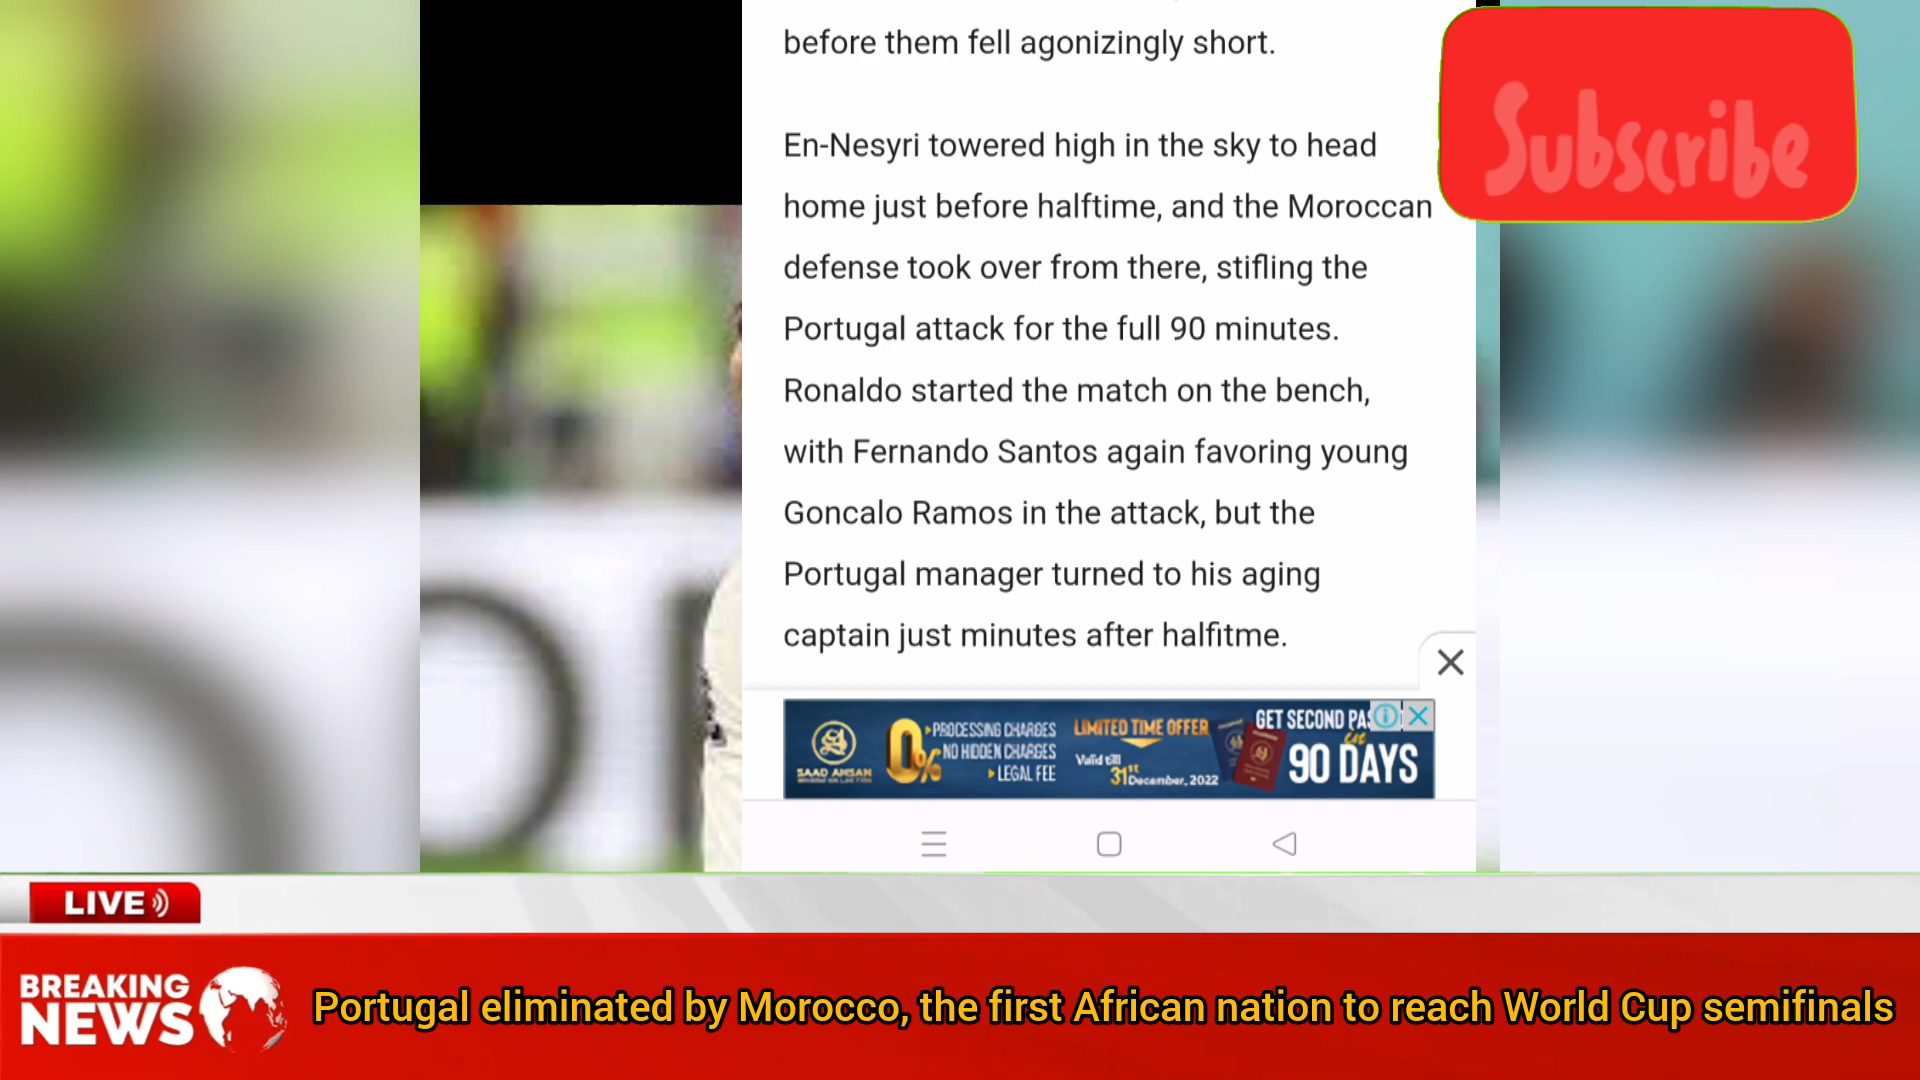 before them fell agonizingly short.
En-Nesyri towered high in the sky to head
home just before halftime, and the Moroccan
defense took over from there, stifling the
Portugal attack for the full 90 minutes.
Ronaldo started the match on the bench,
with Fernando Santos again favoring young
Goncalo Ramos in the attack, but the
Portugal manager turned to his aging
captain just minutes after halfitme.
Subscribe
SAAD AHSAN
0%
PROCESSING CHARGES
NO HIDDEN CHARGES
LEGAL FEE
LIMITED TIME OFFER
Valid till
31st December, 2022
GET SECOND
in
90 DAYS
LIVE
BREAKING
NEWS
Portugal eliminated by Morocco, the first African nation to reach World Cup semifinals